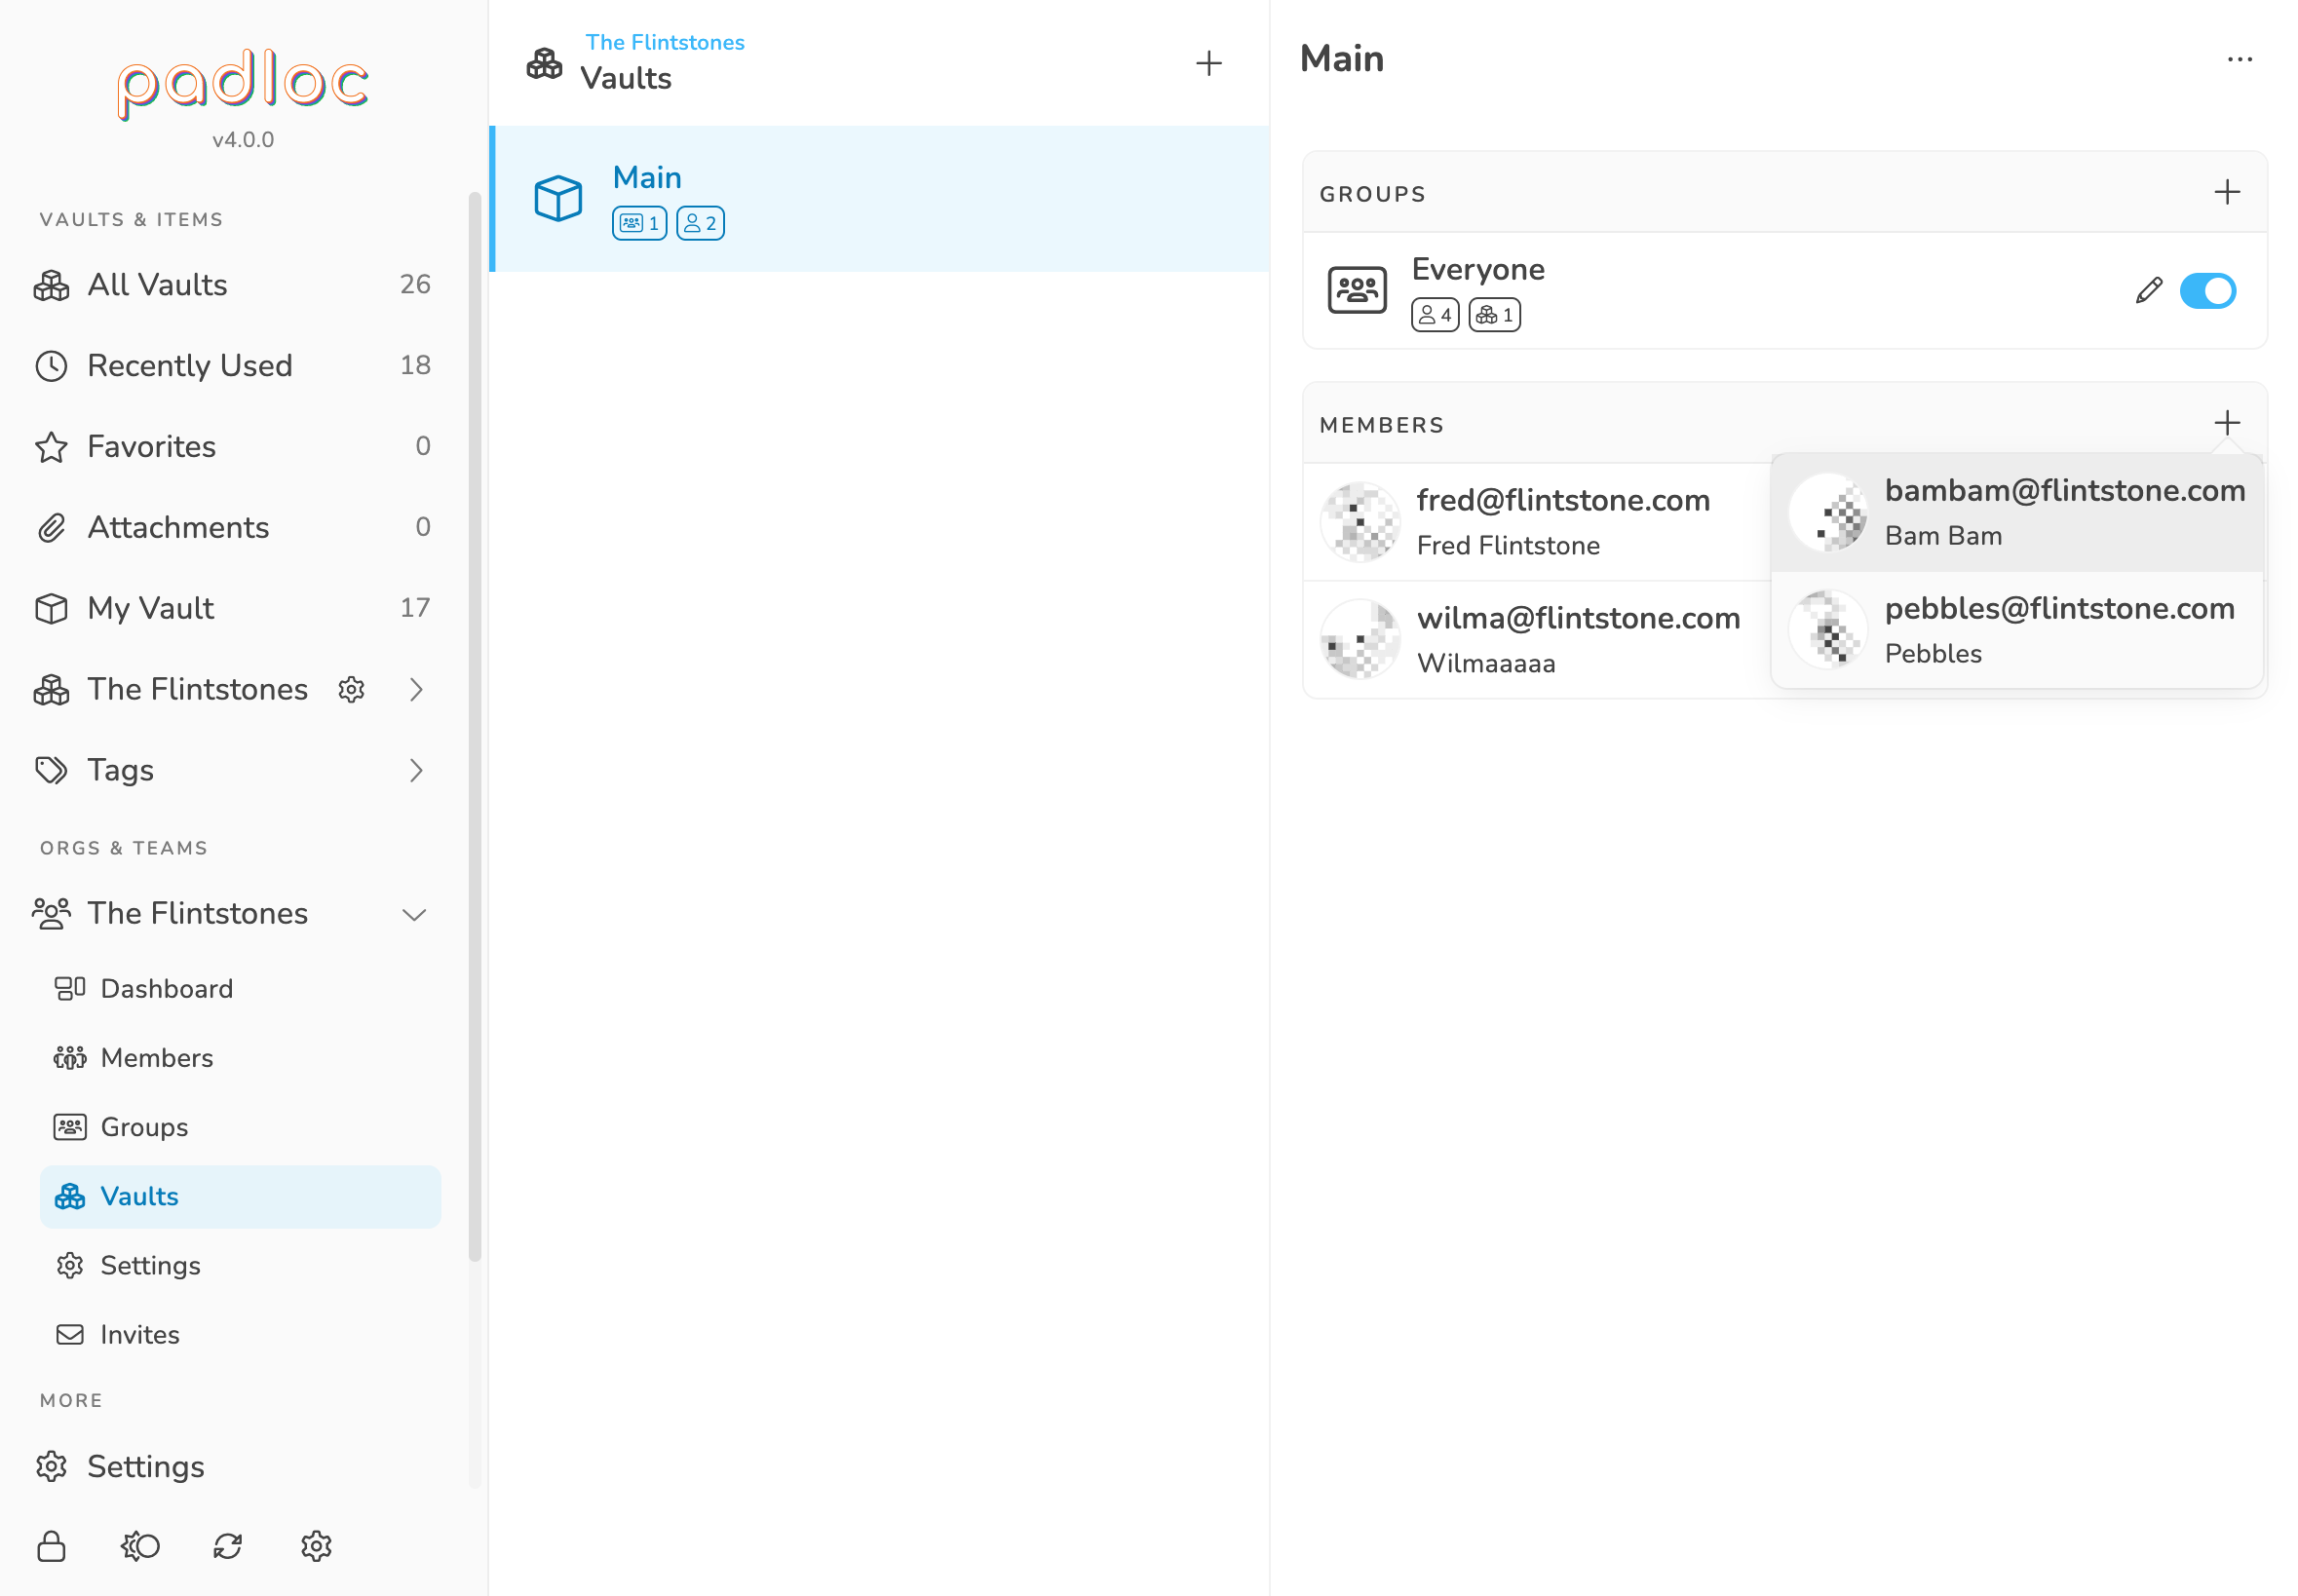 padloc
v4.0.0
VAULTS & ITEMS
All Vaults 26
Recently Used 18
Favorites 0
Attachments 0
My Vault 17
The Flintstones
Tags
ORGS & TEAMS
The Flintstones
Dashboard
Members
Groups
Vaults
Settings
Invites
MORE
Settings
The Flintstones
Vaults
Main
1 2
Main
GROUPS
Everyone
4 1
MEMBERS
fred@flintstone.com
Fred Flintstone
wilma@flintstone.com
Wilmaaaaa
bambam@flintstone.com
Bam Bam
pebbles@flintstone.com
Pebbles